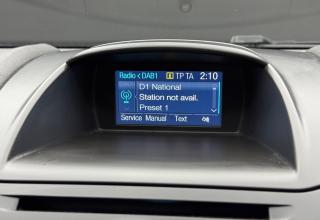 Radio<DAB1 i TP TA 2:10
D1 National
Station not avail.
Preset 1
Service Manual Text